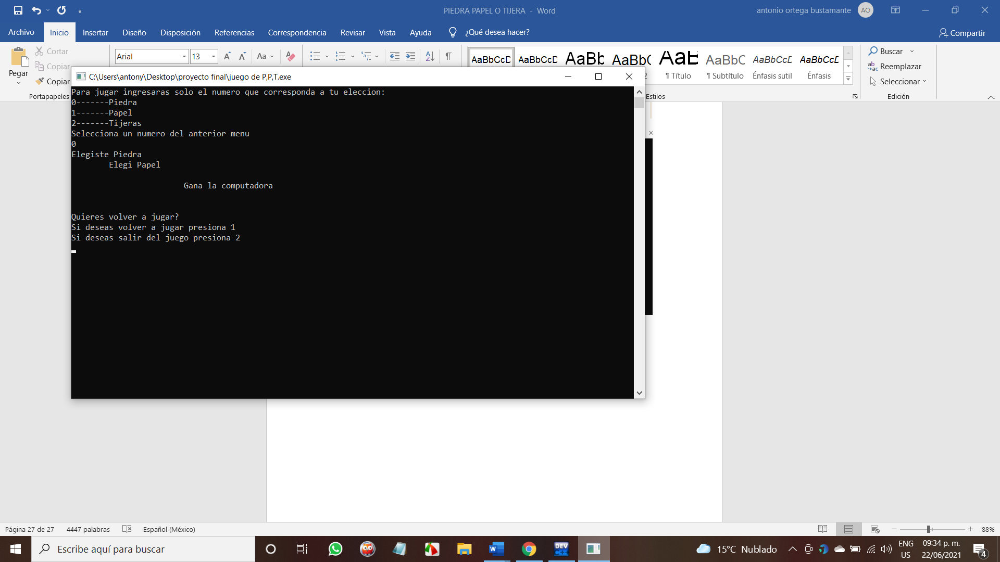 PIEDRA PAPEL O TIJERA - Word
antonio ortega bustamante AO
Archivo Inicio Insertar Diseño Disposición Referencias Correspondencia Revisar Vista Ayuda ¿Qué desea hacer? Compartir
Pegar
Cortar
Copiar
Copiar
Portapapeles
Arial 13 Aa
AaBbCcD AaBbCcD AaBb AaBbC AaB AaBbC AaBbCcD AaBbCcD
¶ Título ¶ Subtítulo Énfasis sutil Énfasis
Estilos
Buscar
Reemplazar
Seleccionar
Edición
C:\Users\antony\Desktop\proyecto final\juego de P,P,T.exe
Para jugar ingresaras solo el numero que corresponda a tu eleccion:
0-------Piedra
1-------Papel
2-------Tijeras
Selecciona un numero del anterior menu
0
Elegiste Piedra
Elegi Papel
Gana la computadora
Quieres volver a jugar?
Si deseas volver a jugar presiona 1
Si deseas salir del juego presiona 2
Página 27 de 27 4447 palabras Español (México) 88%
Escribe aquí para buscar
DEV
15°C Nublado
ENG
US
09:34 p. m.
22/06/2021
4